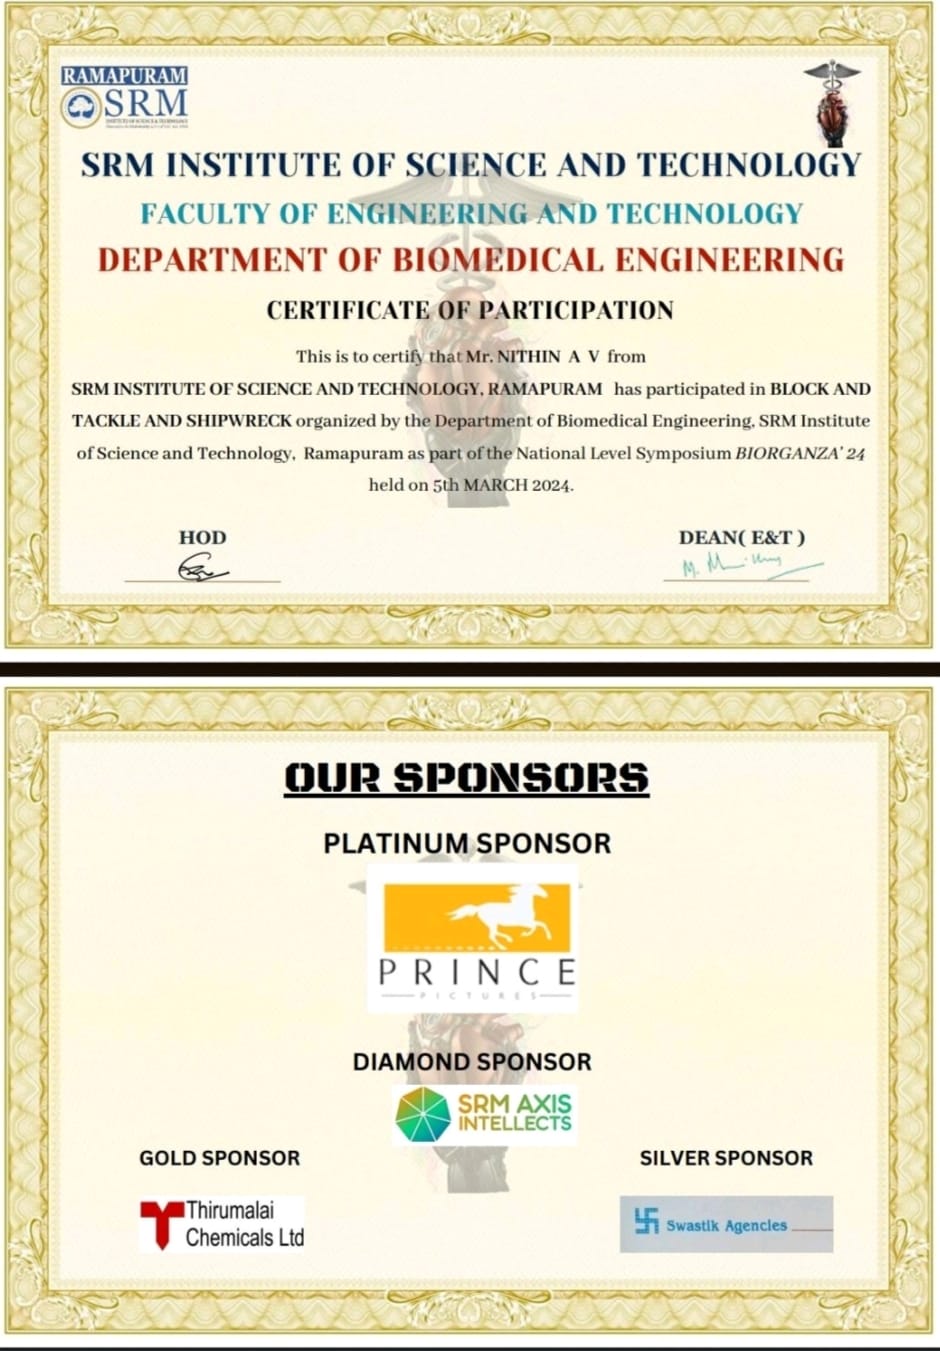 RAMAPURAM
SRM
INSTITUTE OF SCIENCE & TECHNOLOGY
SRM INSTITUTE OF SCIENCE AND TECHNOLOGY
FACULTY OF ENGINEERING AND TECHNOLOGY
DEPARTMENT OF BIOMEDICAL ENGINEERING
CERTIFICATE OF PARTICIPATION
This is to certify that Mr. NITHIN A V from
SRM INSTITUTE OF SCIENCE AND TECHNOLOGY, RAMAPURAM has participated in BLOCK AND
TACKLE AND SHIPWRECK organized by the Department of Biomedical Engineering, SRM Institute
of Science and Technology, Ramapuram as part of the National Level Symposium BIORGANZA' 24
held on 5th MARCH 2024.
HOD
DEAN( E&T )
OUR SPONSORS
PLATINUM SPONSOR
PRINCE
PICTURES
DIAMOND SPONSOR
SRM AXIS
INTELLECTS
GOLD SPONSOR
SILVER SPONSOR
Thirumalai
Chemicals Ltd
Swastik Agencies